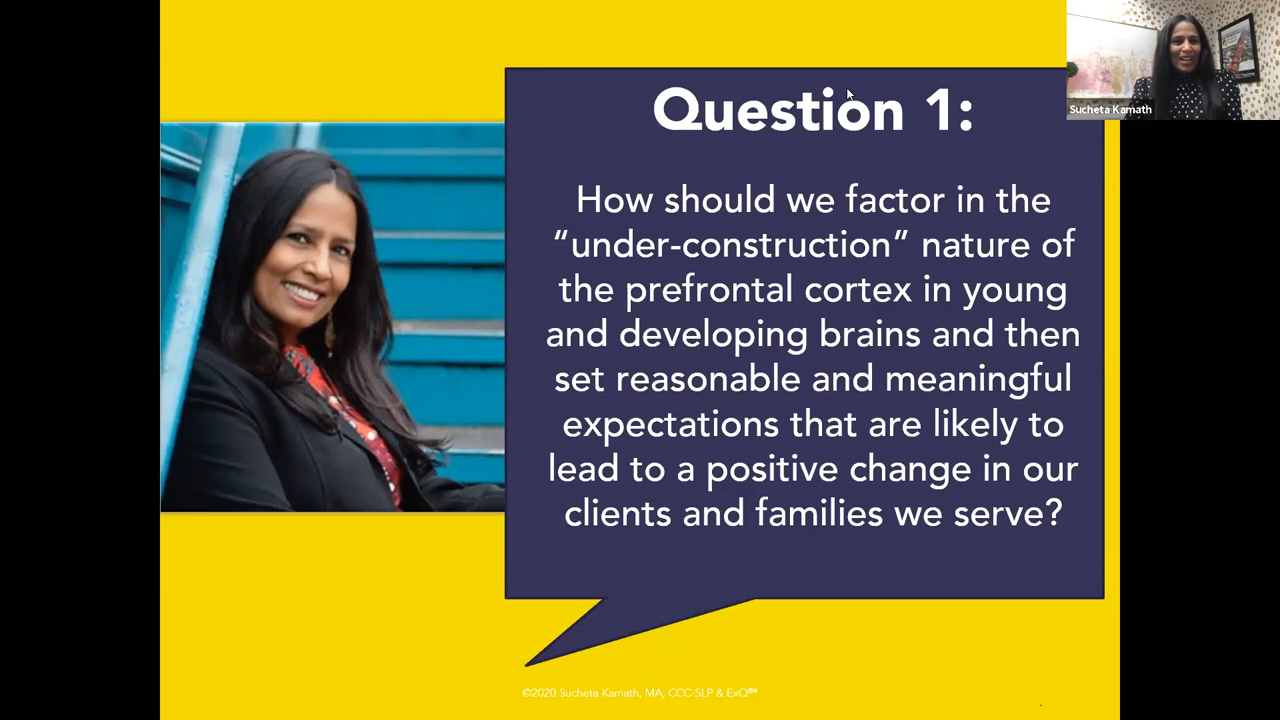 Question 1:
How should we factor in the
“under-construction” nature of
the prefrontal cortex in young
and developing brains and then
set reasonable and meaningful
expectations that are likely to
lead to a positive change in our
clients and families we serve?
Sucheta Kamath
©2020 Sucheta Kamath, MA, CCC-SLP & ExQ℠